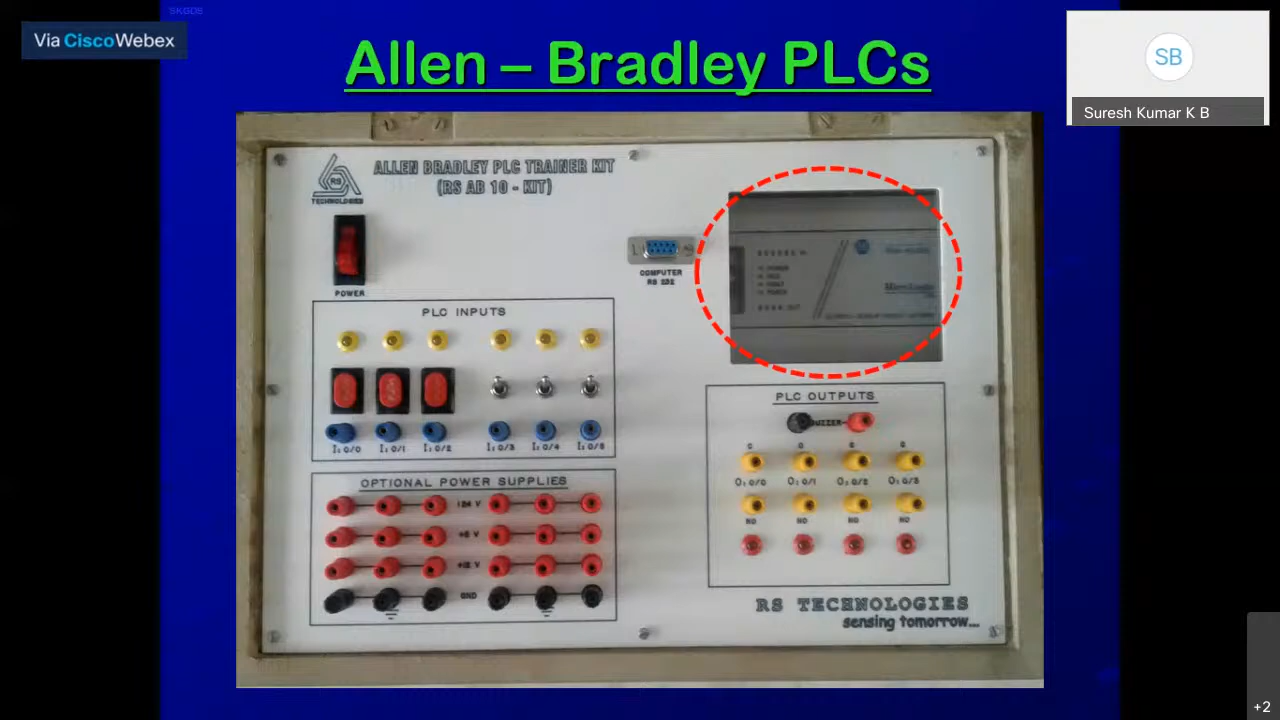 SKGDB
Via Cisco Webex
Allen – Bradley PLCs
SB
Suresh Kumar K B
ALLEN BRADLEY PLC TRAINER KIT
(RS AB 10 - KIT)
RS
TECHNOLOGIES
POWER
COMPUTER
RS 232
PLC INPUTS
I:0/0 I:0/1 I:0/2 I:0/3 I:0/4 I:0/5
OPTIONAL POWER SUPPLIES
GND
PLC OUTPUTS
BUZZER
O:0/0 O:0/1 O:0/2 O:0/3
NO NO NO NO
RS TECHNOLOGIES
sensing tomorrow...
+2